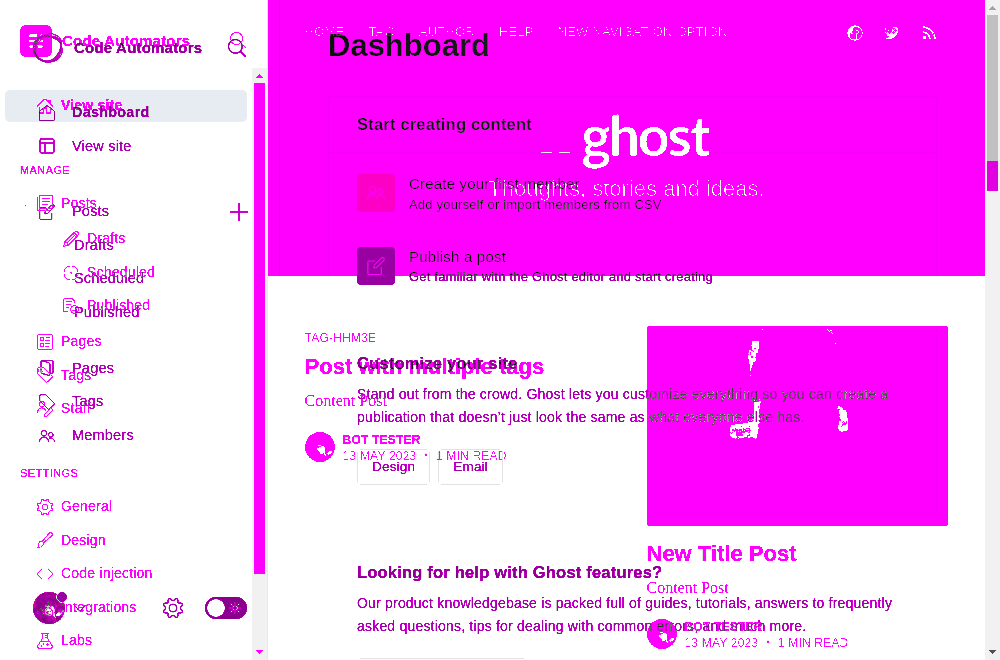 Code Automators
Code Automators
View site
Dashboard
View site
MANAGE
Posts
Posts
Drafts
Drafts
Scheduled
Scheduled
Published
Published
Pages
Pages
Tags
Tags
Staff
Members
SETTINGS
General
Design
Code injection
Integrations
Labs
HOME TAG AUTHOR HELP NEW NAVIGATION OPTION
Dashboard
Start creating content
ghost
Create your first member
Thoughts, stories and ideas.
Add yourself or import members from CSV
Publish a post
Get familiar with the Ghost editor and start creating
TAG-HHM3E
Customize your site
Post with multiple tags
Stand out from the crowd. Ghost lets you customize everything so you can create a
Content Post
publication that doesn’t just look the same as what everyone else has.
BOT TESTER
13 MAY 2023 • 1 MIN READ
Design Email
New Title Post
Looking for help with Ghost features?
Content Post
Our product knowledgebase is packed full of guides, tutorials, answers to frequently
asked questions, tips for dealing with common errors, and much more.
BOT TESTER
13 MAY 2023 • 1 MIN READ